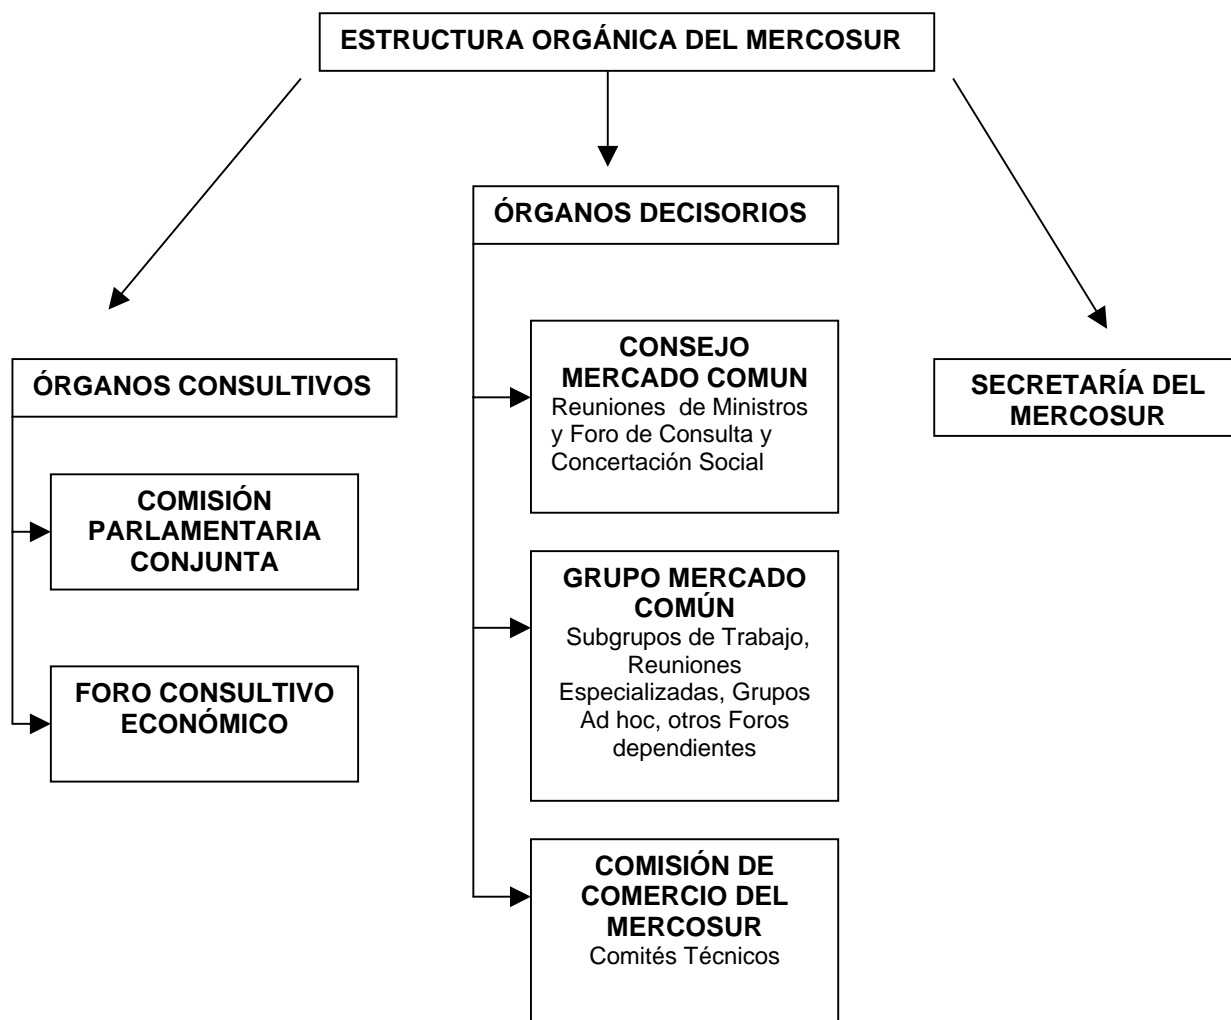 ESTRUCTURA ORGÁNICA DEL MERCOSUR
ÓRGANOS DECISORIOS
ÓRGANOS CONSULTIVOS
COMISIÓN
PARLAMENTARIA
CONJUNTA
FORO CONSULTIVO
ECONÓMICO
CONSEJO
MERCADO COMUN
Reuniones de Ministros
y Foro de Consulta y
Concertación Social
GRUPO MERCADO
COMÚN
Subgrupos de Trabajo,
Reuniones
Especializadas, Grupos
Ad hoc, otros Foros
dependientes
COMISIÓN DE
COMERCIO DEL
MERCOSUR
Comités Técnicos
SECRETARÍA DEL
MERCOSUR